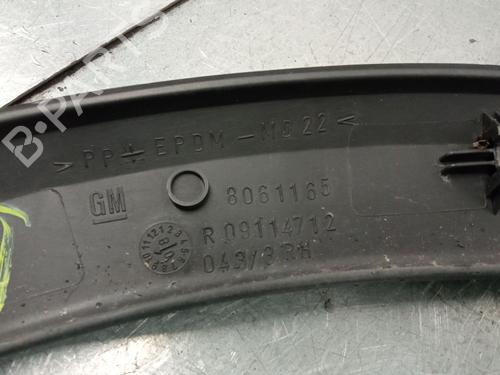 B-PARTS
>PP+EPDM-MD22<
GM
8061165
R 09114712
043/3 RH